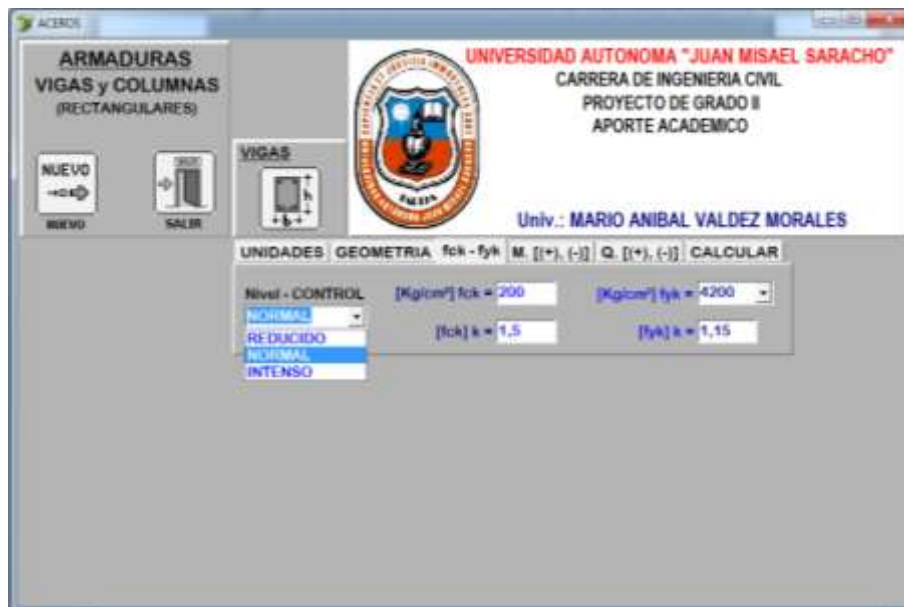 ACEROS
ARMADURAS
VIGAS y COLUMNAS
(RECTANGULARES)
NUEVO
NUEVO
SALIR
VIGAS
h
b
UNIVERSIDAD AUTONOMA "JUAN MISAEL SARACHO"
CARRERA DE INGENIERIA CIVIL
PROYECTO DE GRADO II
APORTE ACADEMICO
Univ.: MARIO ANIBAL VALDEZ MORALES
UNIDADES GEOMETRIA fck - fyk M. [(+), (-)] Q. [(+), (-)] CALCULAR
Nivel - CONTROL [Kg/cm²] fck = 200 [Kg/cm²] fyk = 4200
NORMAL [fck] k = 1,5 [fyk] k = 1,15
REDUCIDO
NORMAL
INTENSO